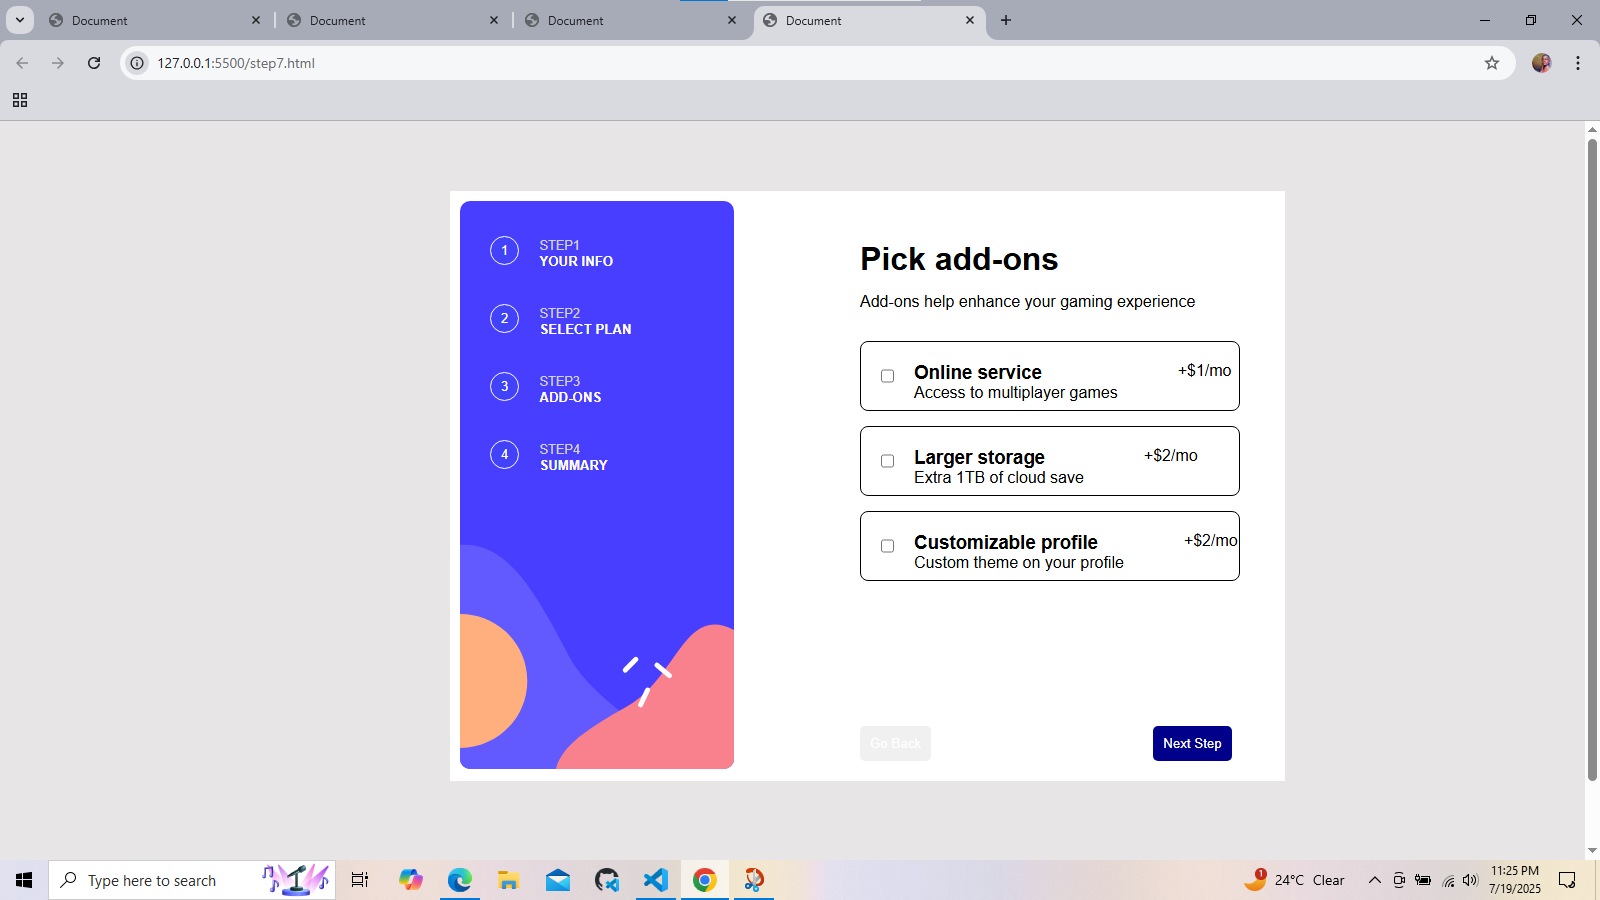 Document
Document
Document
Document
127.0.0.1:5500/step7.html
1
STEP1
YOUR INFO
2
STEP2
SELECT PLAN
3
STEP3
ADD-ONS
4
STEP4
SUMMARY
Pick add-ons
Add-ons help enhance your gaming experience
Online service
Access to multiplayer games
+$1/mo
Larger storage
Extra 1TB of cloud save
+$2/mo
Customizable profile
Custom theme on your profile
+$2/mo
Go Back
Next Step
Type here to search
1
24°C Clear
11:25 PM
7/19/2025